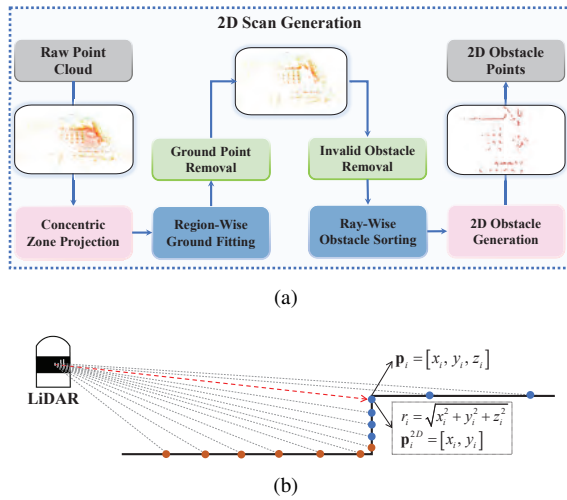 2D Scan Generation
Raw Point
Cloud
2D Obstacle
Points
Ground Point
Removal
Invalid Obstacle
Removal
Concentric
Zone Projection
Region-Wise
Ground Fitting
Ray-Wise
Obstacle Sorting
2D Obstacle
Generation
(a)
LiDAR
p_i = [x_i, y_i, z_i]
r_i = √(x_i^2 + y_i^2 + z_i^2)
p_i^{2D} = [x_i, y_i]
(b)